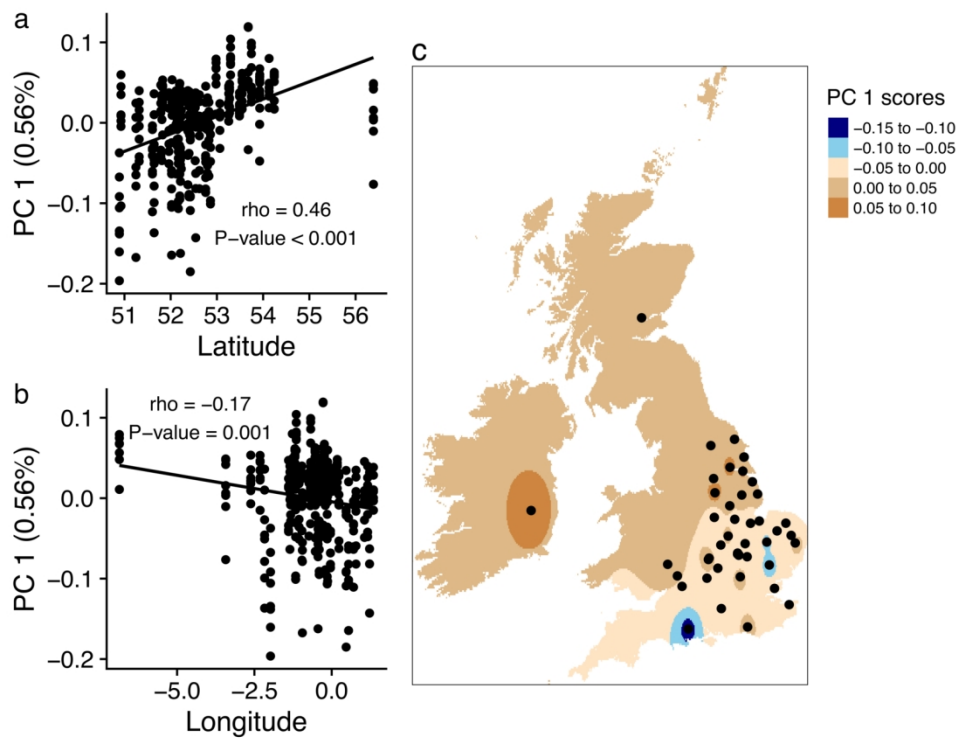 a
PC 1 (0.56%)
0.1
0.0
−0.1
−0.2
rho = 0.46
P−value < 0.001
51 52 53 54 55 56
Latitude
b
PC 1 (0.56%)
0.1
0.0
−0.1
−0.2
rho = −0.17
P−value = 0.001
−5.0 −2.5 0.0
Longitude
c
PC 1 scores
−0.15 to −0.10
−0.10 to −0.05
−0.05 to 0.00
0.00 to 0.05
0.05 to 0.10